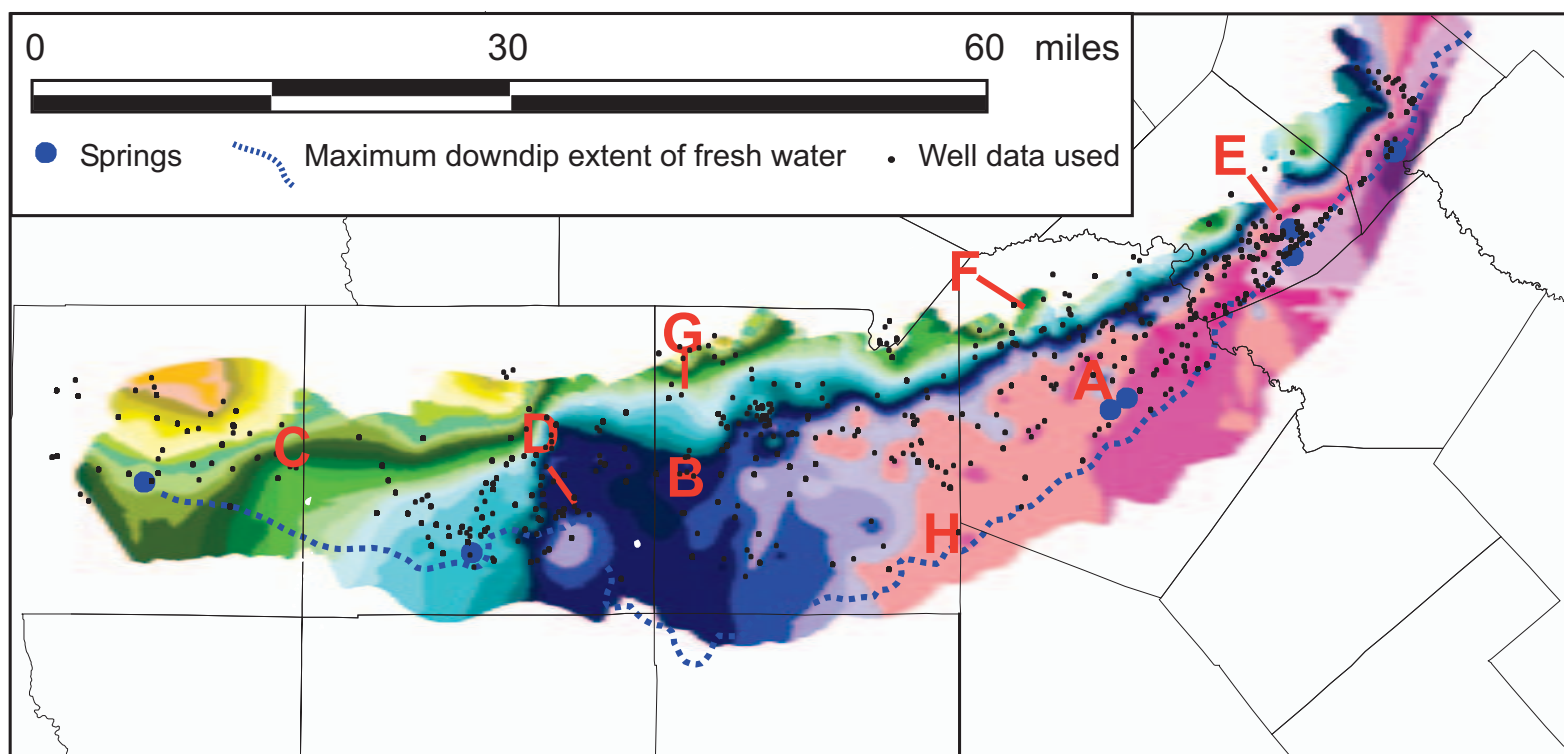 0 30 60 miles
Springs Maximum downdip extent of fresh water Well data used
E
F
G
A
C
D
B
H